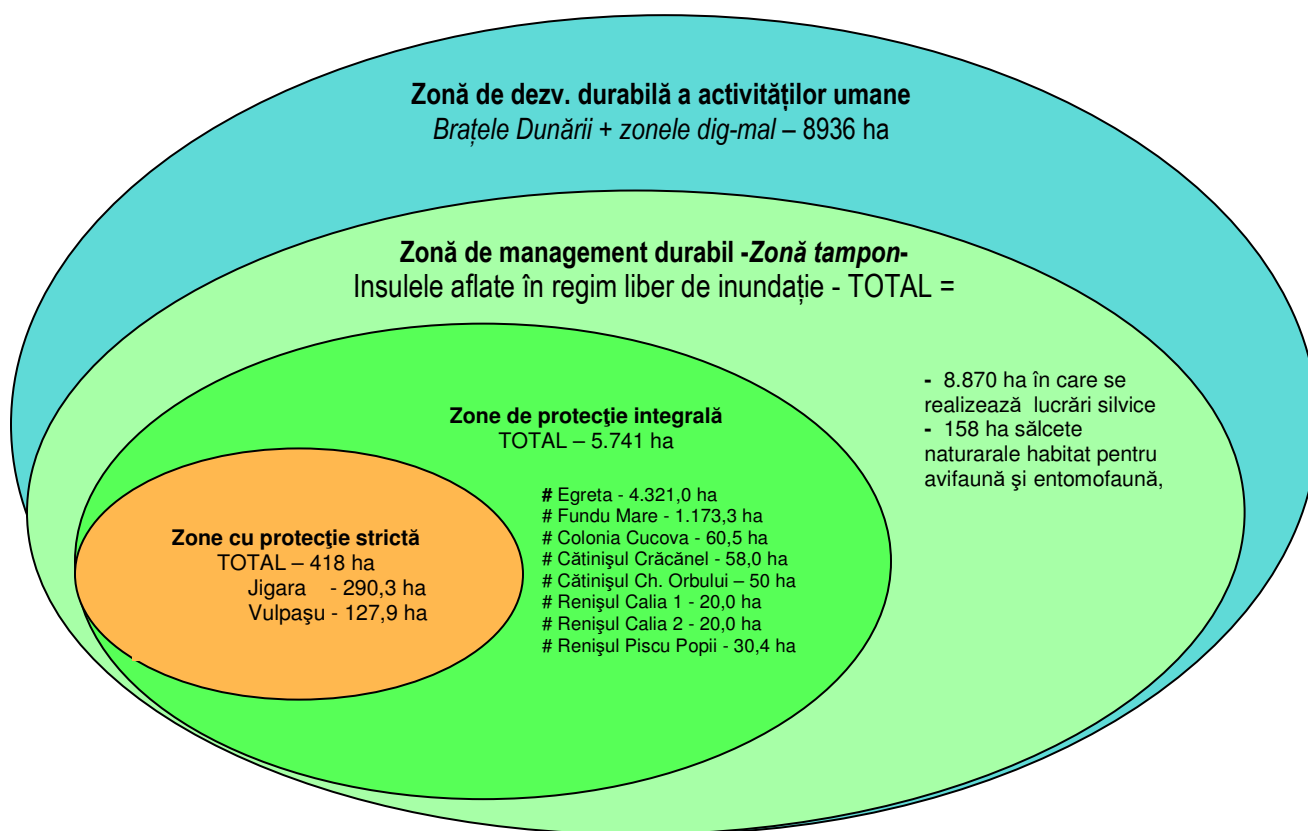 Zonă de dezv. durabilă a activităților umane
Brațele Dunării + zonele dig-mal – 8936 ha
Zonă de management durabil -Zonă tampon-
Insulele aflate în regim liber de inundație - TOTAL =
- 8.870 ha în care se
realizează lucrări silvice
- 158 ha sălcete
naturarale habitat pentru
avifaună şi entomofaună,
Zone de protecţie integrală
TOTAL – 5.741 ha
# Egreta - 4.321,0 ha
# Fundu Mare - 1.173,3 ha
# Colonia Cucova - 60,5 ha
# Cătinişul Crăcănel - 58,0 ha
# Cătinişul Ch. Orbului – 50 ha
# Renişul Calia 1 - 20,0 ha
# Renişul Calia 2 - 20,0 ha
# Renişul Piscu Popii - 30,4 ha
Zone cu protecţie strictă
TOTAL – 418 ha
Jigara - 290,3 ha
Vulpaşu - 127,9 ha